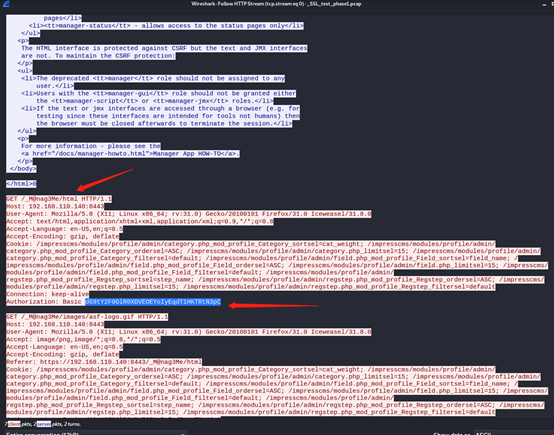 Wireshark · Follow HTTP Stream (tcp.stream eq 0) · _SSL_test_phase1.pcap
pages</li>
<li><tt>manager-status</tt> - allows access to the status pages only</li>
</ul>
<p>
The HTML interface is protected against CSRF but the text and JMX interfaces
are not. To maintain the CSRF protection:
</p>
<ul>
<li>The deprecated <tt>manager</tt> role should not be assigned to any
user.</li>
<li>Users with the <tt>manager-gui</tt> role should not be granted either
the <tt>manager-script</tt> or <tt>manager-jmx</tt> roles.</li>
<li>If the text or jmx interfaces are accessed through a browser (e.g. for
testing since these interfaces are intended for tools not humans) then
the browser must be closed afterwards to terminate the session.</li>
</ul>
<p>
For more information - please see the
<a href="/docs/manager-howto.html">Manager App HOW-TO</a>.
</p>
</body>
</html>0
GET /_M@nag3Me/html HTTP/1.1
Host: 192.168.110.140:8443
User-Agent: Mozilla/5.0 (X11; Linux x86_64; rv:31.0) Gecko/20100101 Firefox/31.0 Iceweasel/31.8.0
Accept: text/html,application/xhtml+xml,application/xml;q=0.9,*/*;q=0.8
Accept-Language: en-US,en;q=0.5
Accept-Encoding: gzip, deflate
Cookie: /impresscms/modules/profile/admin/category.php_mod_profile_Category_sortsel=cat_weight; /impresscms/modules/profile/admin/
category.php_mod_profile_Category_ordersel=ASC; /impresscms/modules/profile/admin/category.php_limitsel=15; /impresscms/modules/profile/admin/
category.php_mod_profile_Category_filtersel=default; /impresscms/modules/profile/admin/field.php_mod_profile_Field_sortsel=field_name; /
impresscms/modules/profile/admin/field.php_mod_profile_Field_ordersel=ASC; /impresscms/modules/profile/admin/field.php_limitsel=15; /impresscms/
modules/profile/admin/field.php_mod_profile_Field_filtersel=default; /impresscms/modules/profile/admin/
regstep.php_mod_profile_Regstep_sortsel=step_name; /impresscms/modules/profile/admin/regstep.php_mod_profile_Regstep_ordersel=ASC; /impresscms/
modules/profile/admin/regstep.php_limitsel=15; /impresscms/modules/profile/admin/regstep.php_mod_profile_Regstep_filtersel=default
Connection: keep-alive
Authorization: Basic
GET /_M@nag3Me/images/asf-logo.gif HTTP/1.1
Host: 192.168.110.140:8443
User-Agent: Mozilla/5.0 (X11; Linux x86_64; rv:31.0) Gecko/20100101 Firefox/31.0 Iceweasel/31.8.0
Accept: image/png,image/*;q=0.8,*/*;q=0.5
Accept-Language: en-US,en;q=0.5
Accept-Encoding: gzip, deflate
Referer: https://192.168.110.140:8443/_M@nag3Me/html
Cookie: /impresscms/modules/profile/admin/category.php_mod_profile_Category_sortsel=cat_weight; /impresscms/modules/profile/admin/
category.php_mod_profile_Category_ordersel=ASC; /impresscms/modules/profile/admin/category.php_limitsel=15; /impresscms/modules/profile/admin/
category.php_mod_profile_Category_filtersel=default; /impresscms/modules/profile/admin/field.php_mod_profile_Field_sortsel=field_name; /
impresscms/modules/profile/admin/field.php_mod_profile_Field_ordersel=ASC; /impresscms/modules/profile/admin/field.php_limitsel=15; /impresscms/
modules/profile/admin/field.php_mod_profile_Field_filtersel=default; /impresscms/modules/profile/admin/
regstep.php_mod_profile_Regstep_sortsel=step_name; /impresscms/modules/profile/admin/regstep.php_mod_profile_Regstep_ordersel=ASC; /impresscms/
modules/profile/admin/regstep.php_limitsel=15; /impresscms/modules/profile/admin/regstep.php_mod_profile_Regstep_filtersel=default
client pkts, server pkts, 2 turns.